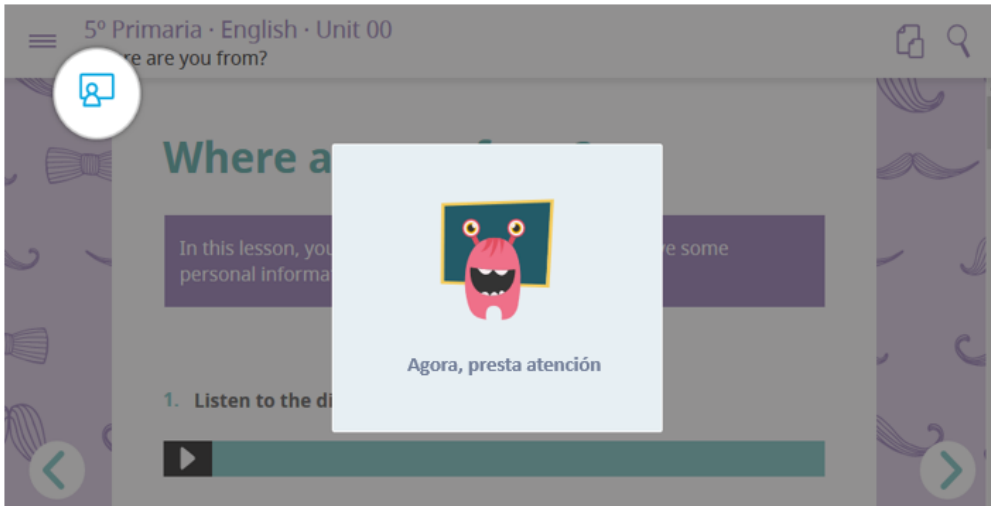 5º Primaria · English · Unit 00
re are you from?
Where a
In this lesson, you
e some
personal informa
1. Listen to the di
Agora, presta atención